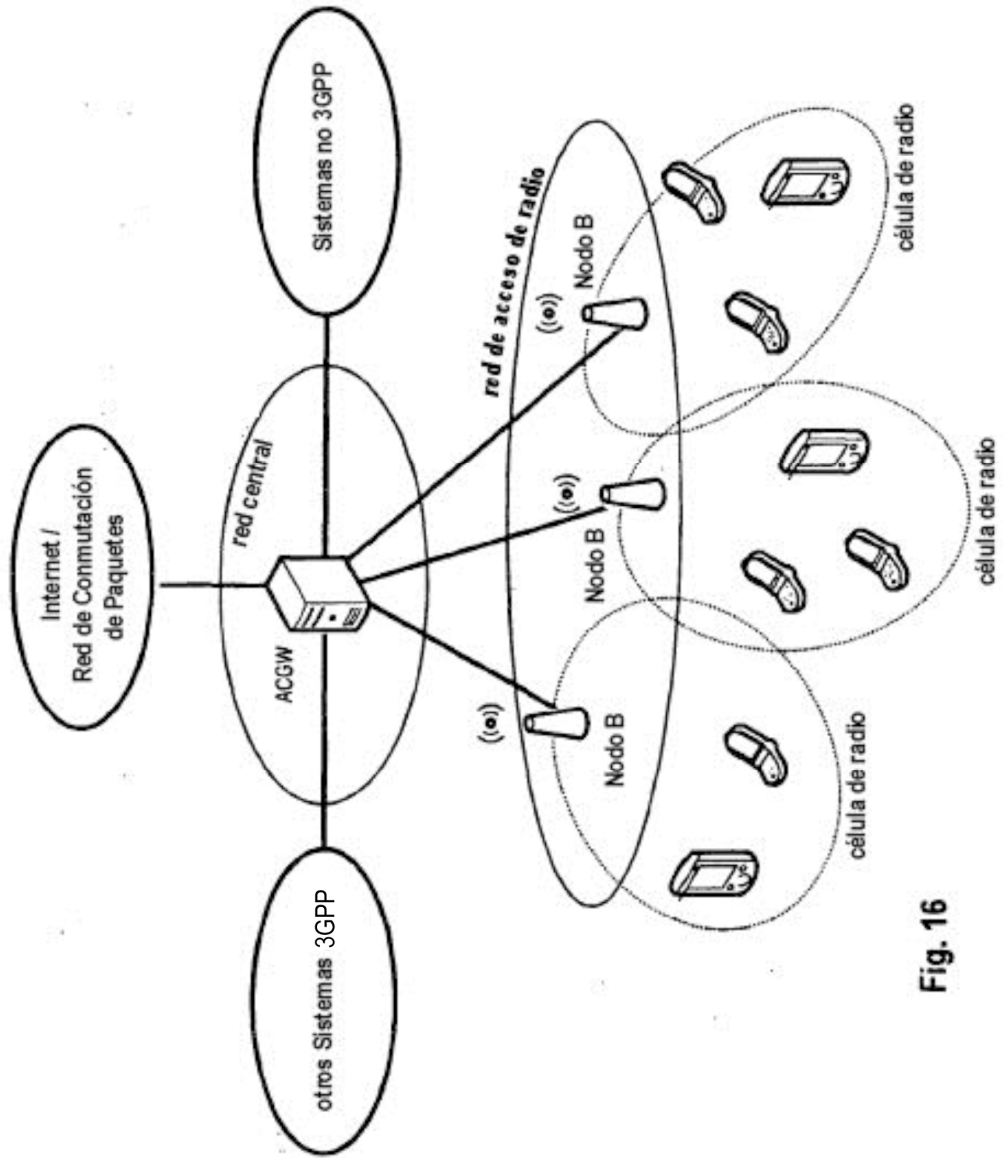 Internet /
Red de Conmutación
de Paquetes
red central
ACGW
otros Sistemas 3GPP
Sistemas no 3GPP
red de acceso de radio
Nodo B
Nodo B
Nodo B
célula de radio
célula de radio
célula de radio
Fig. 16